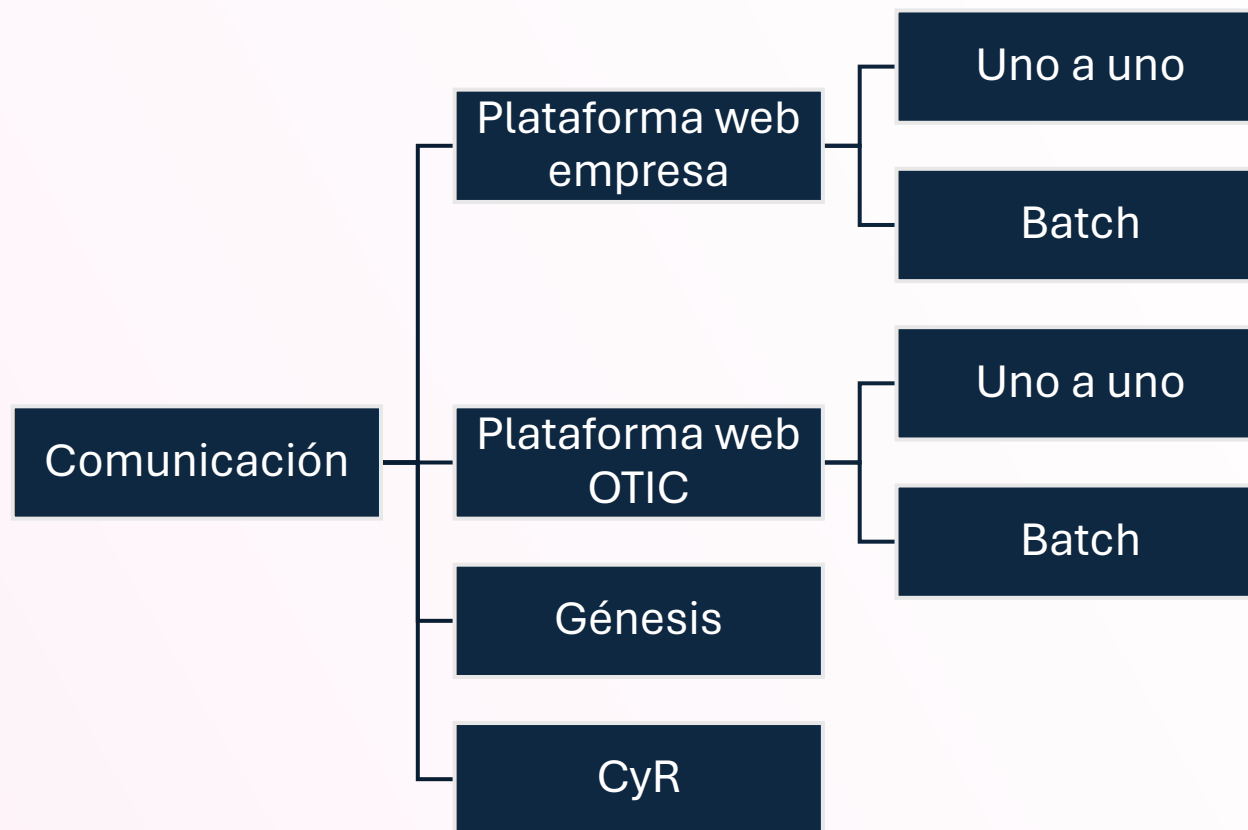 Comunicación
Plataforma web
empresa
Uno a uno
Batch
Plataforma web
OTIC
Uno a uno
Batch
Génesis
CyR